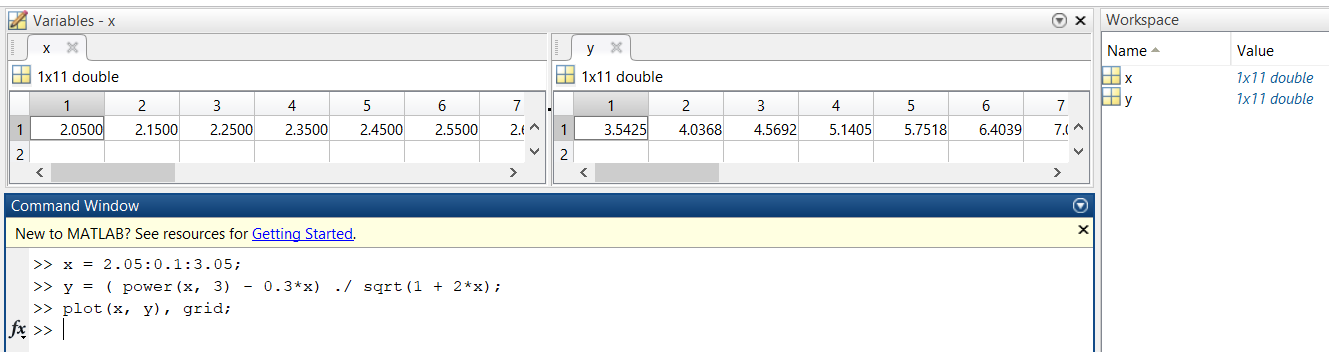 Variables - x
x
1x11 double
1 2 3 4 5 6 7
1 2.0500 2.1500 2.2500 2.3500 2.4500 2.5500
2
y
1x11 double
1 2 3 4 5 6 7
1 3.5425 4.0368 4.5692 5.1405 5.7518 6.4039
2
Workspace
Name Value
x 1x11 double
y 1x11 double
Command Window
New to MATLAB? See resources for Getting Started.
>> x = 2.05:0.1:3.05;
>> y = ( power(x, 3) - 0.3*x) ./ sqrt(1 + 2*x);
>> plot(x, y), grid;
fx >>